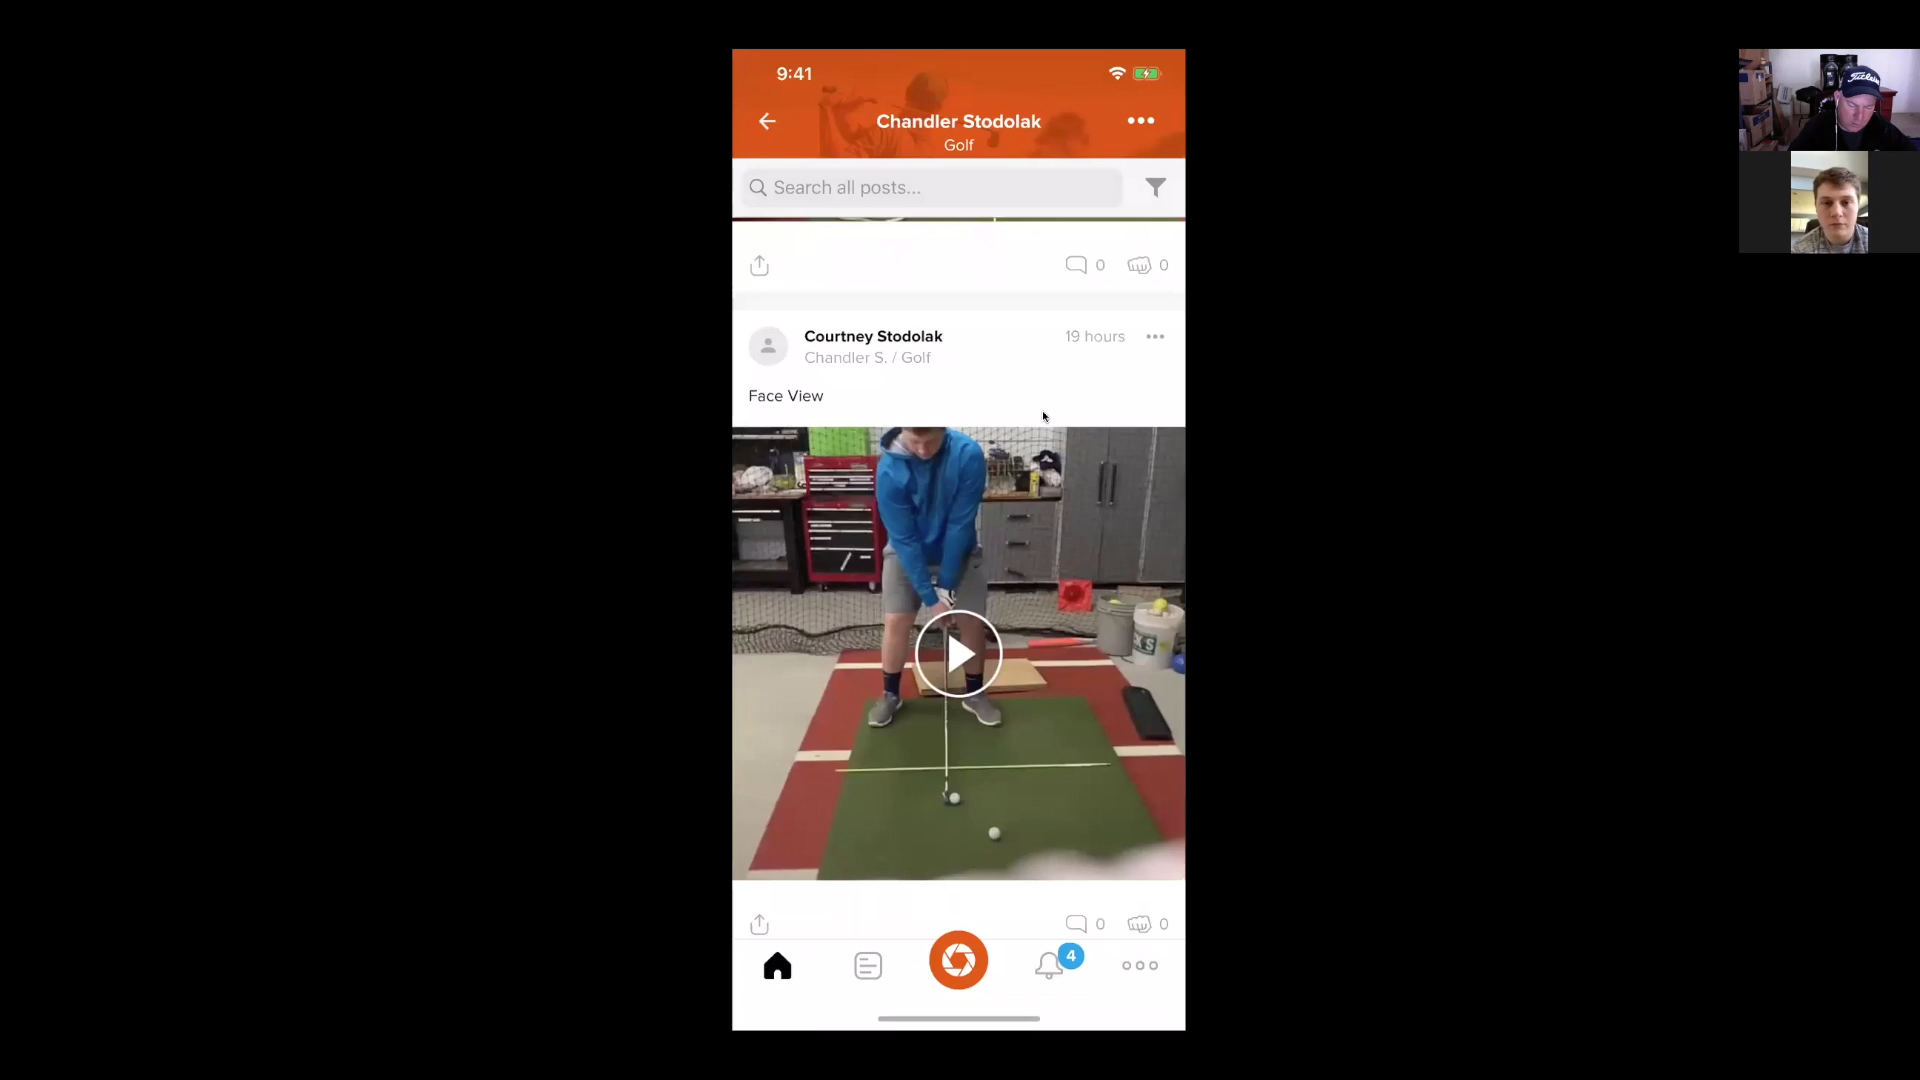 9:41
Chandler Stodolak
Golf
Search all posts...
0 0
Courtney Stodolak
19 hours
Chandler S. / Golf
Face View
0 0
4
Titleist